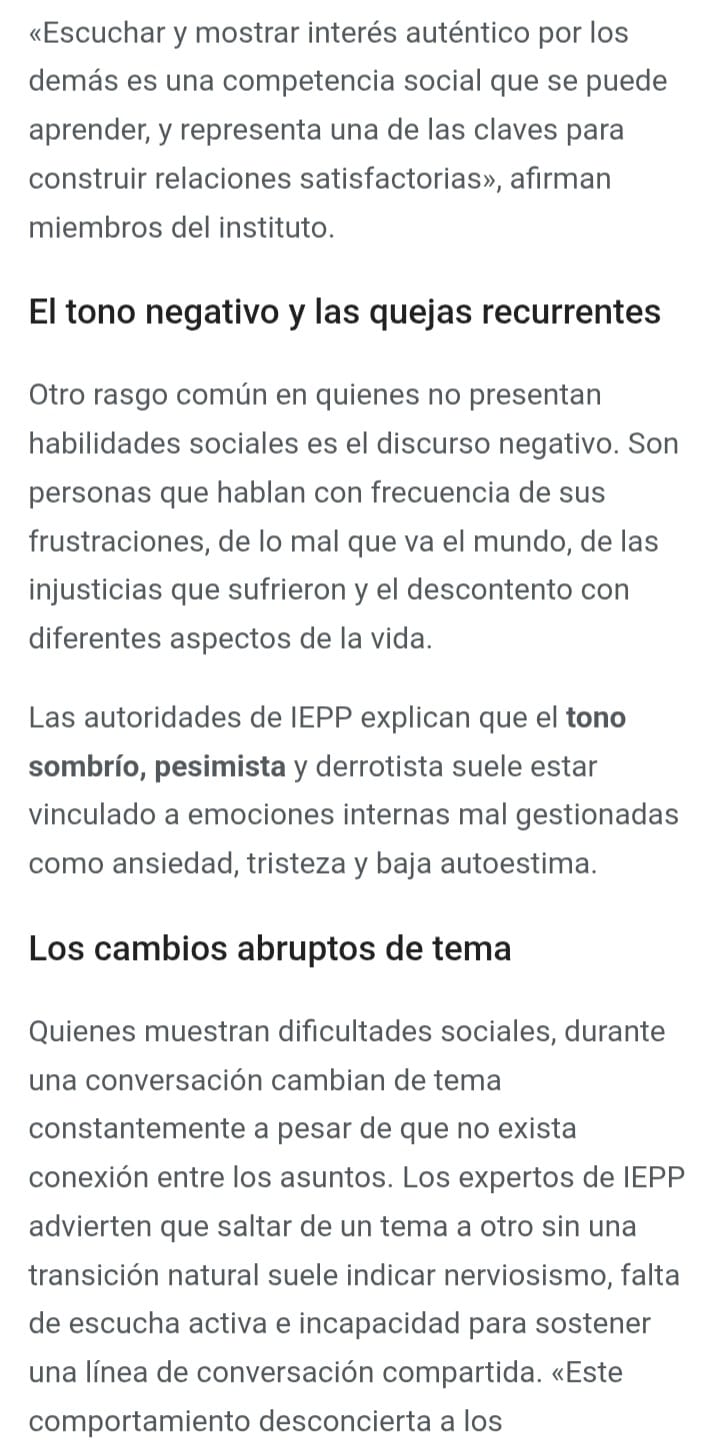 «Escuchar y mostrar interés auténtico por los
demás es una competencia social que se puede
aprender, y representa una de las claves para
construir relaciones satisfactorias», afirman
miembros del instituto.
El tono negativo y las quejas recurrentes
Otro rasgo común en quienes no presentan
habilidades sociales es el discurso negativo. Son
personas que hablan con frecuencia de sus
frustraciones, de lo mal que va el mundo, de las
injusticias que sufrieron y el descontento con
diferentes aspectos de la vida.
Las autoridades de IEPP explican que el tono
sombrío, pesimista y derrotista suele estar
vinculado a emociones internas mal gestionadas
como ansiedad, tristeza y baja autoestima.
Los cambios abruptos de tema
Quienes muestran dificultades sociales, durante
una conversación cambian de tema
constantemente a pesar de que no exista
conexión entre los asuntos. Los expertos de IEPP
advierten que saltar de un tema a otro sin una
transición natural suele indicar nerviosismo, falta
de escucha activa e incapacidad para sostener
una línea de conversación compartida. «Este
comportamiento desconcierta a los